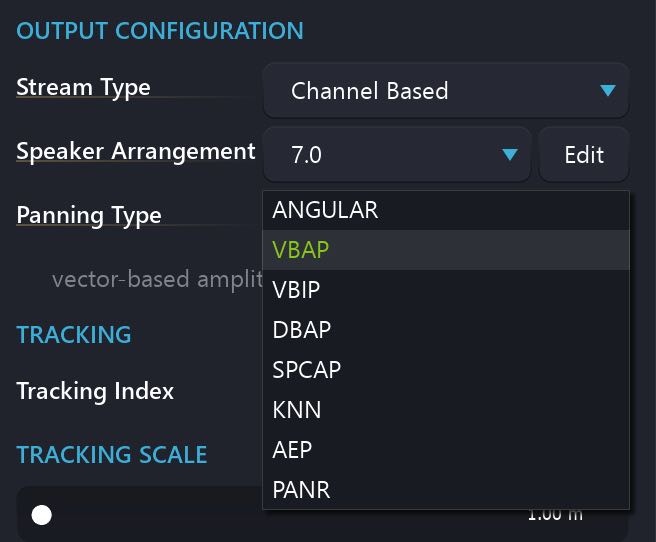 OUTPUT CONFIGURATION
Stream Type Channel Based
Speaker Arrangement 7.0 Edit
Panning Type
ANGULAR
VBAP
vector-based amplit
VBIP
DBAP
TRACKING
SPCAP
Tracking Index
KNN
AEP
TRACKING SCALE
PANR
1.00 m